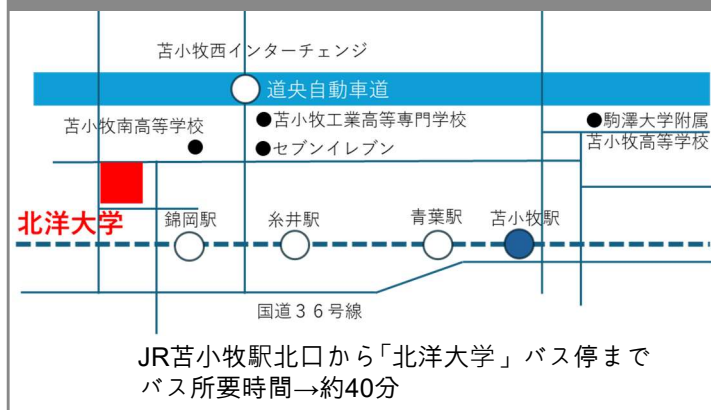 苫小牧西インターチェンジ
道央自動車道
苫小牧南高等学校
●苫小牧工業高等専門学校
●駒澤大学附属
苫小牧高等学校
●セブンイレブン
北洋大学
錦岡駅
糸井駅
青葉駅
苫小牧駅
国道３６号線
JR苫小牧駅北口から｢北洋大学」バス停まで
バス所要時間→約40分